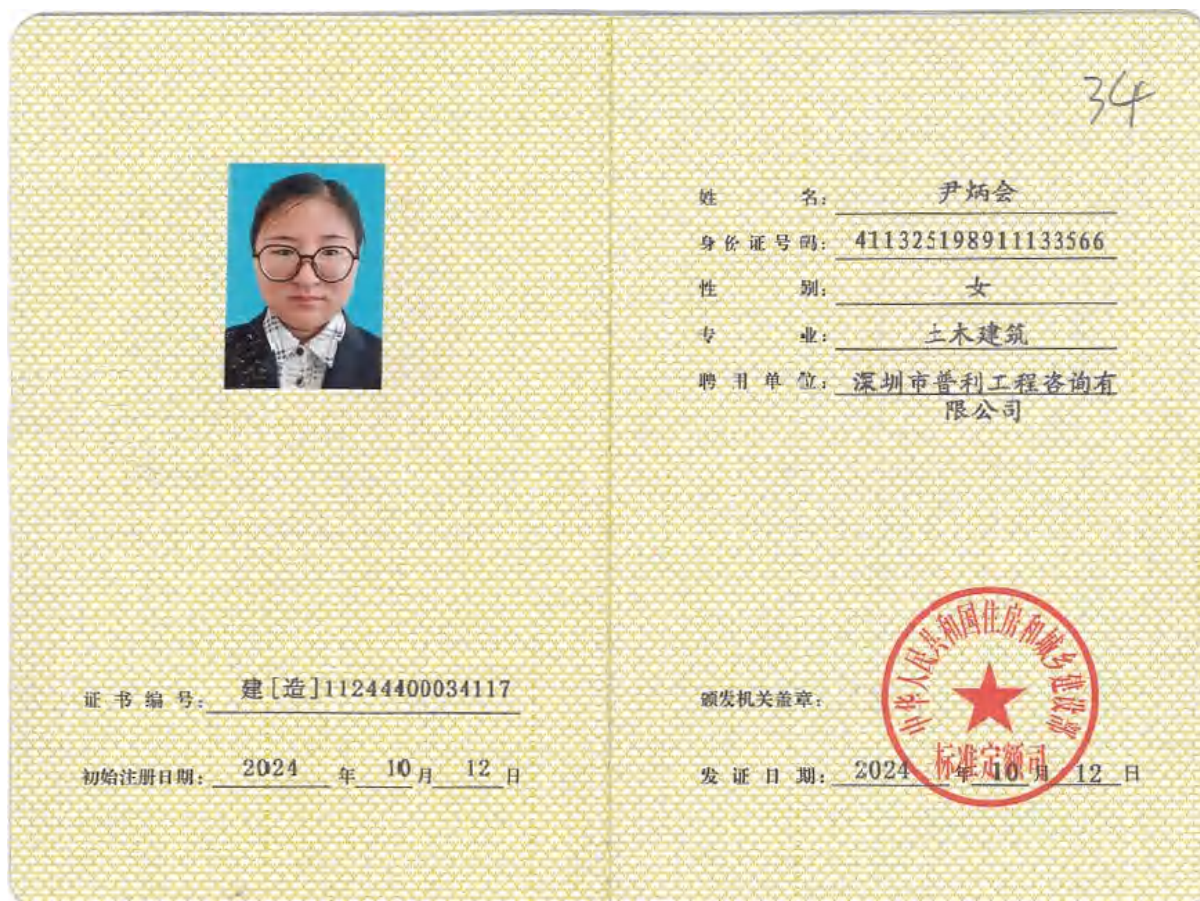 34
姓 名: 尹炳会
身份证号码: 411325198911133566
性 别: 女
专 业: 土木建筑
聘用单位: 深圳市普利工程咨询有
限公司
证书编号: 建[造]11244400034117
初始注册日期: 2024 年 10 月 12 日
颁发机关盖章:
中华人民共和国住房和城乡建设部
标准定额司
发证日期: 2024 年 10 月 12 日